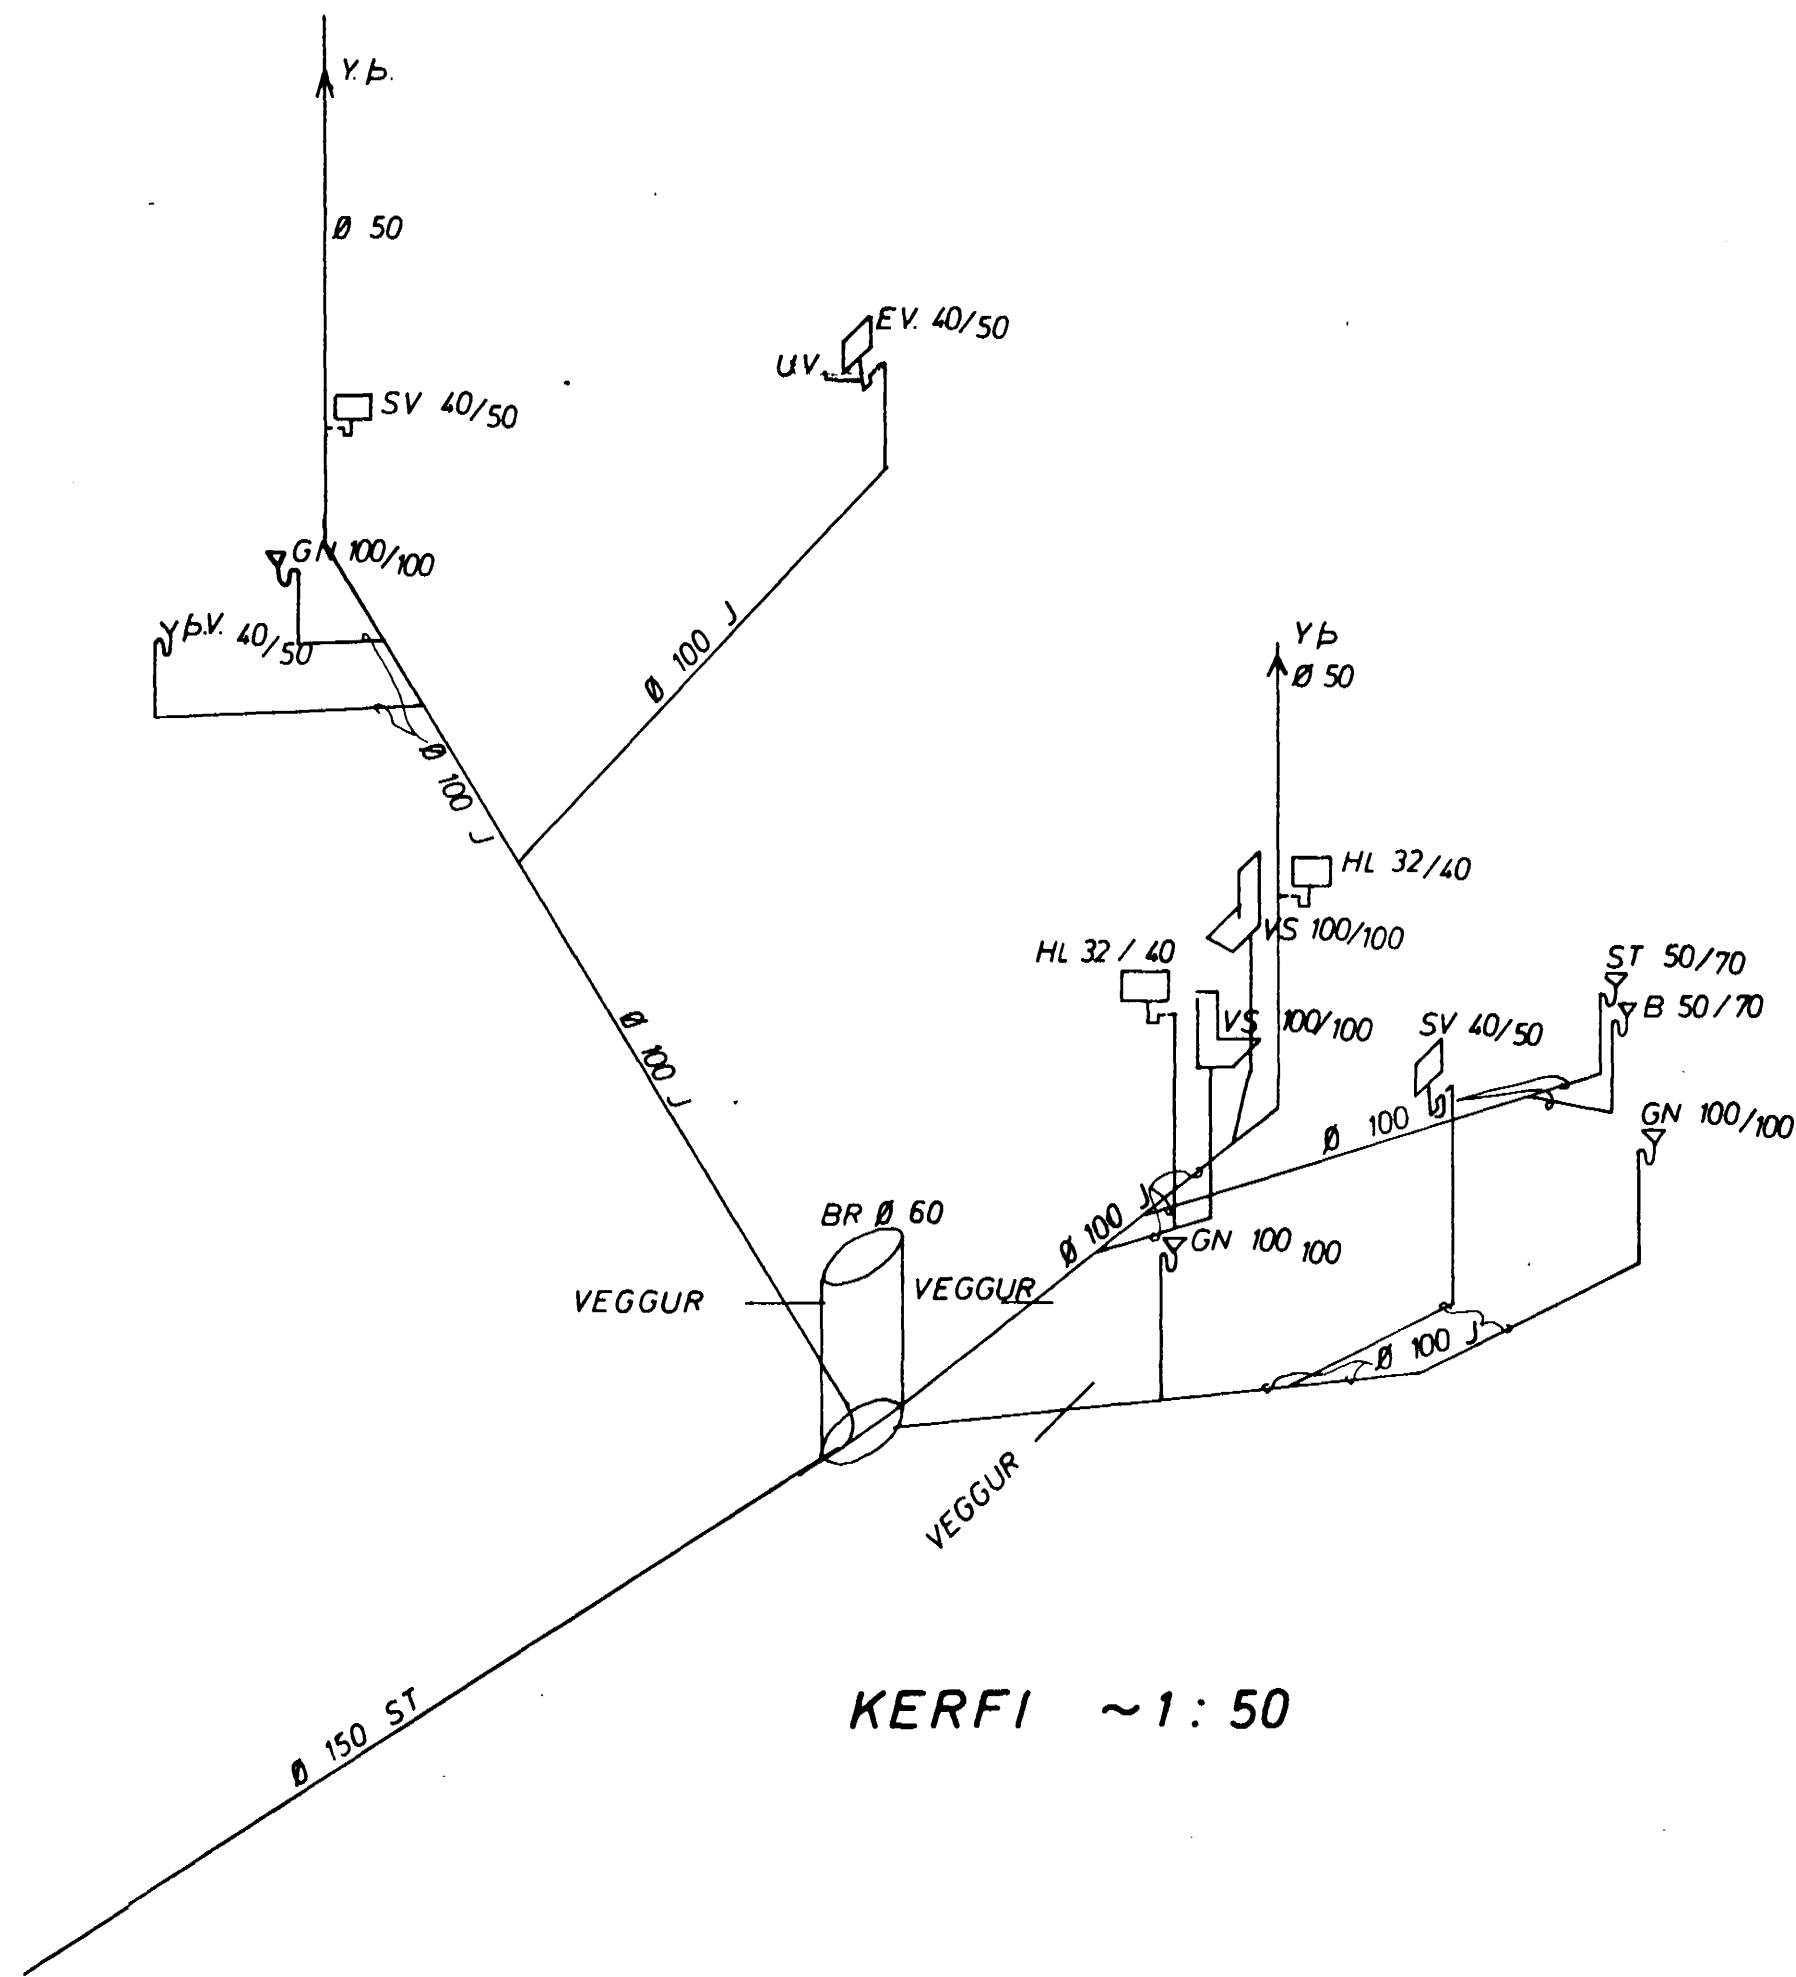 Y.þ.
Ø 50
EV. 40/50
UV
SV 40/50
GN 100/100
Yþ.V. 40/50
Ø 100 J
Yþ
Ø 50
Ø 100 J
HL 32/40
VS 100/100
HL 32/40
ST 50/70
B 50/70
VS 100/100
SV 40/50
Ø 100 J
GN 100/100
Ø 100
BR Ø 60
Ø 100 J
GN 100 100
VEGGUR
VEGGUR
Ø 100 J
VEGGUR
Ø 150 ST
KERFI ~1:50